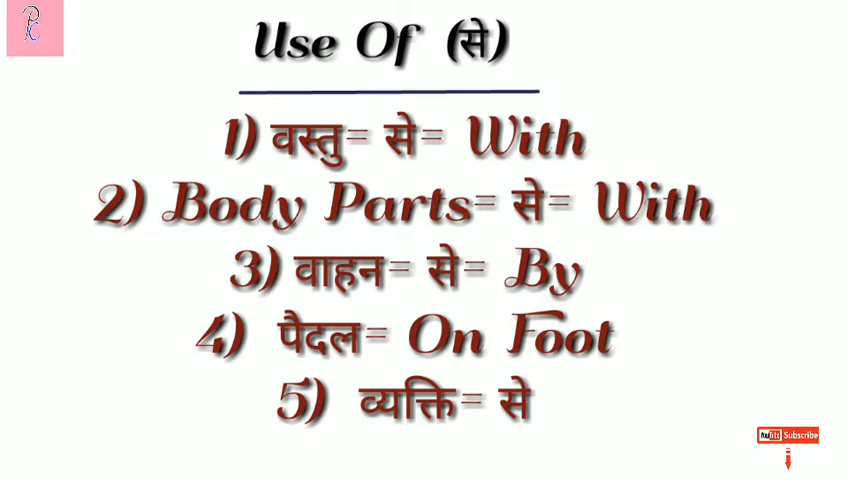 Use Of (से)
1) वस्तु= से= With
2) Body Parts= से= With
3) वाहन= से= By
4) पैदल= On Foot
5) व्यक्ति= से
YouTube Subscribe